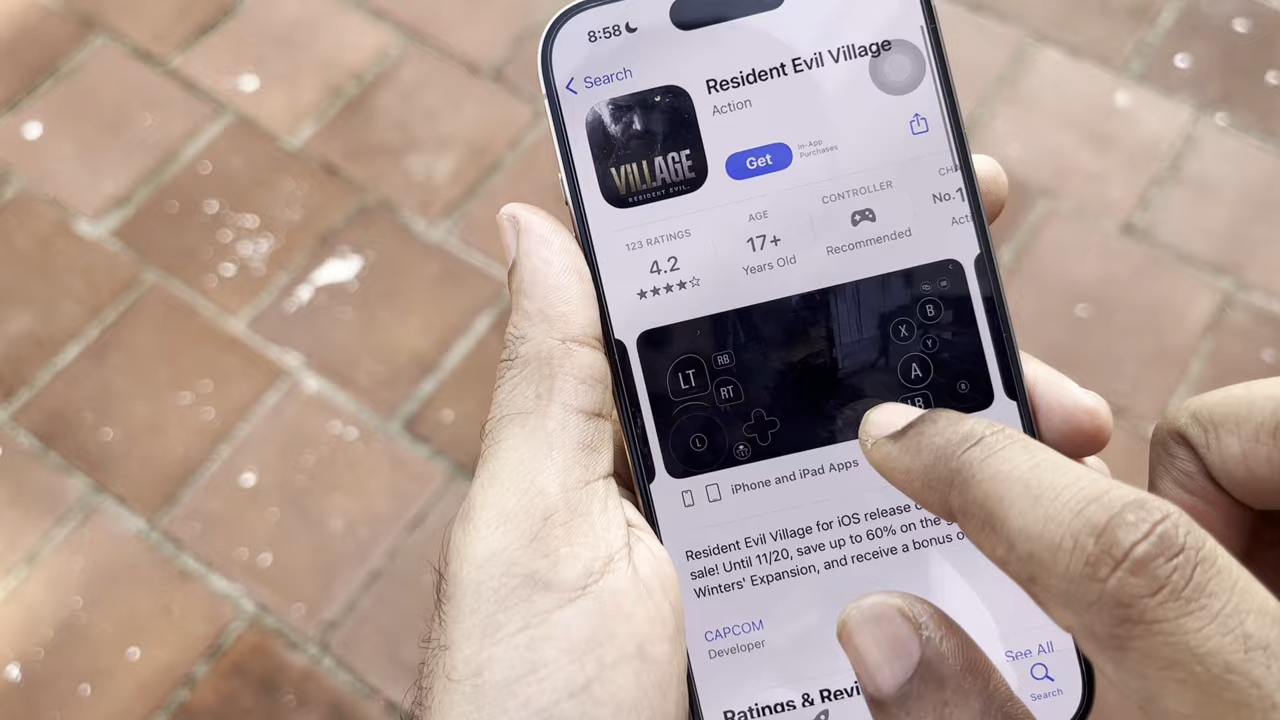 8:58
Search
Resident Evil Village
Action
VILLAGE
RESIDENT EVIL
Get
In-App
Purchases
123 RATINGS
4.2
AGE
17+
Years Old
CONTROLLER
Recommended
No.1
LT
RB
RT
L
B
X
Y
A
LB
R
iPhone and iPad Apps
Resident Evil Village for iOS release
sale! Until 11/20, save up to 60% on the
Winters' Expansion, and receive a bonus
CAPCOM
Developer
See All
Ratings &
Search